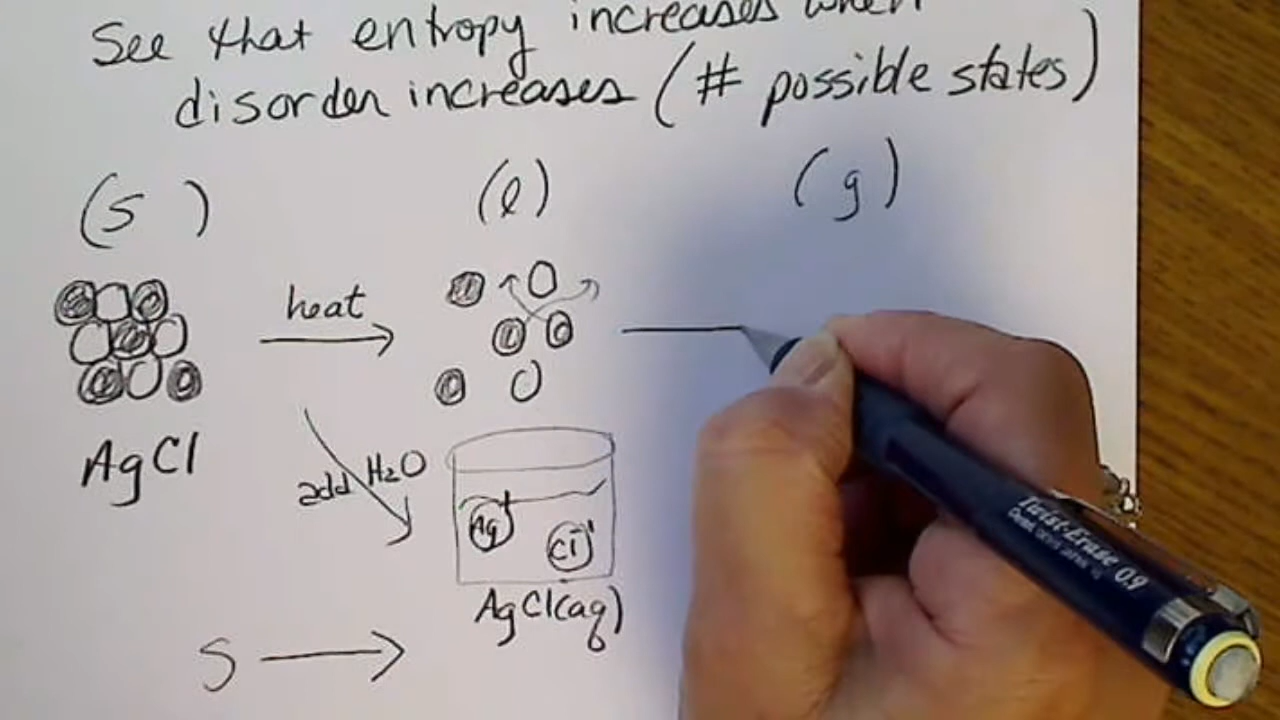 See that entropy increases when
disorder increases (# possible states)
(s) (l) (g)
heat
AgCl
add H2O
Ag+ Cl-
AgCl(aq)
S
Twist-Erase 0.9